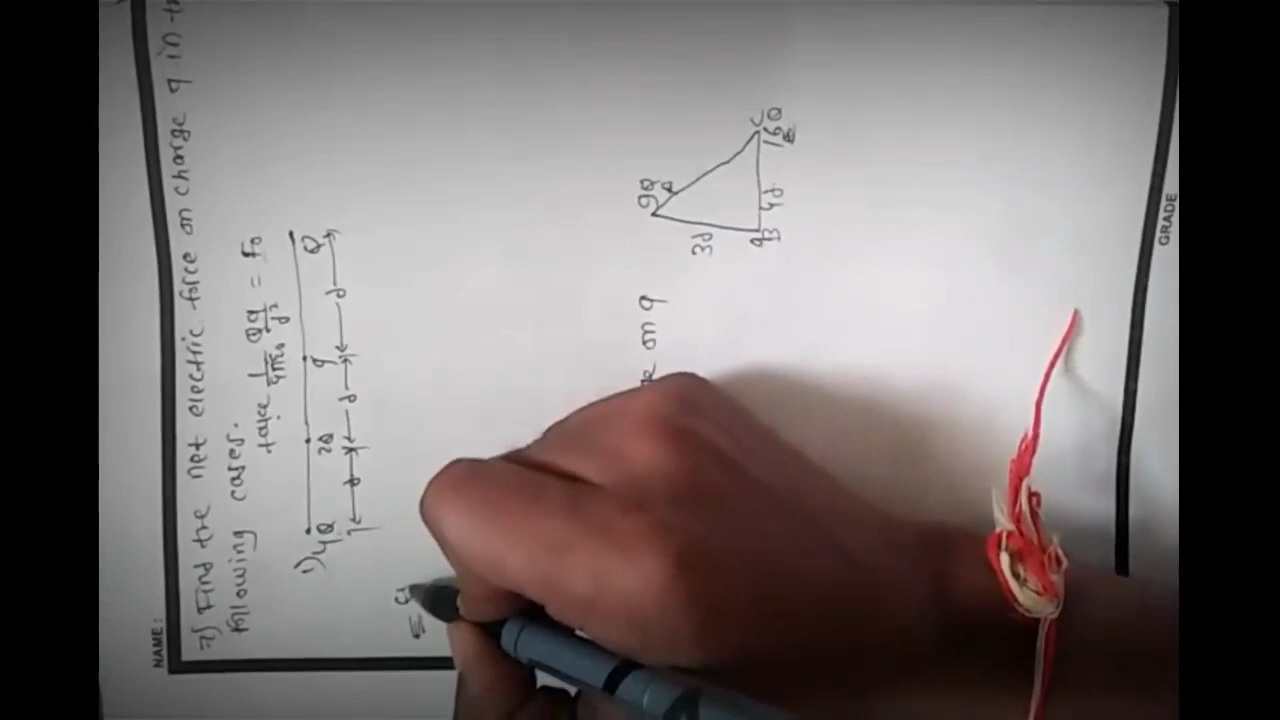 NAME:
7) Find the net electric force on charge q in
following cases.
take 1/4πε0 Qq/d² = F0
1)
4Q 2Q q Q
d d d
on q
9Q
A
3d
q
B
4d
C
16Q
GRADE